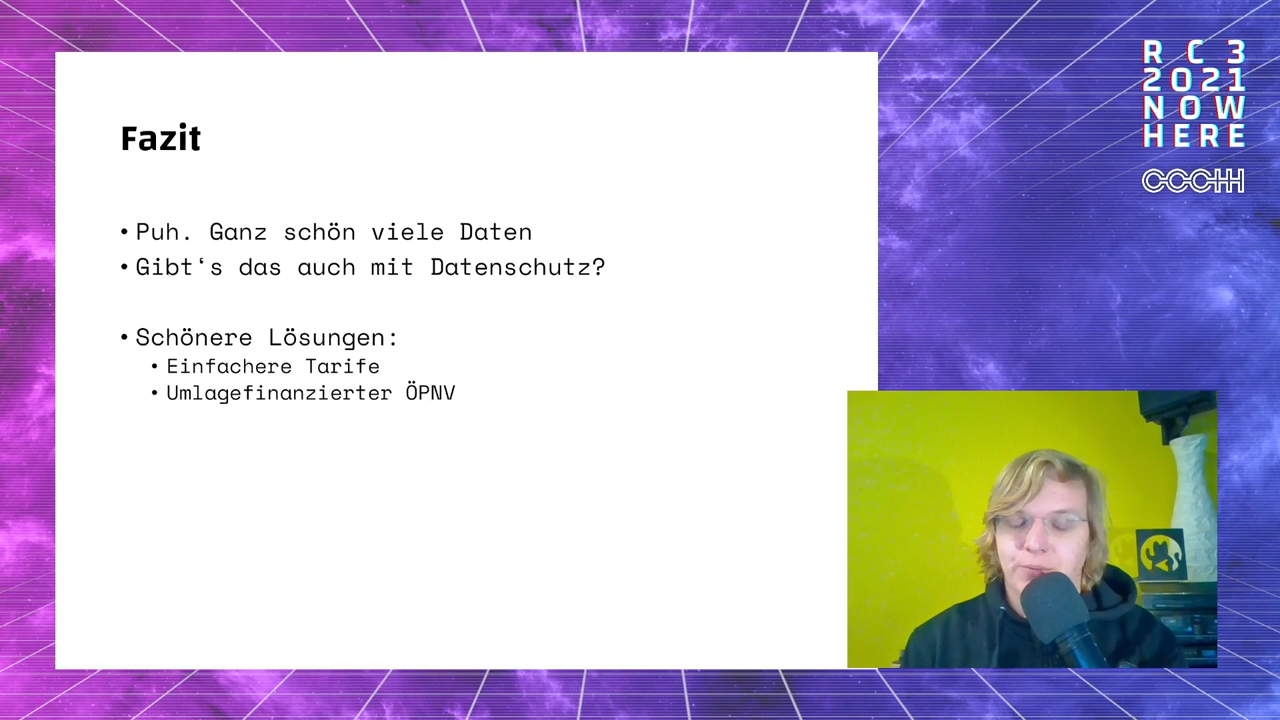 Fazit
• Puh. Ganz schön viele Daten
• Gibt‘s das auch mit Datenschutz?
• Schönere Lösungen:
• Einfachere Tarife
• Umlagefinanzierter ÖPNV
RC3
2021
NOW
HERE
CCCHH